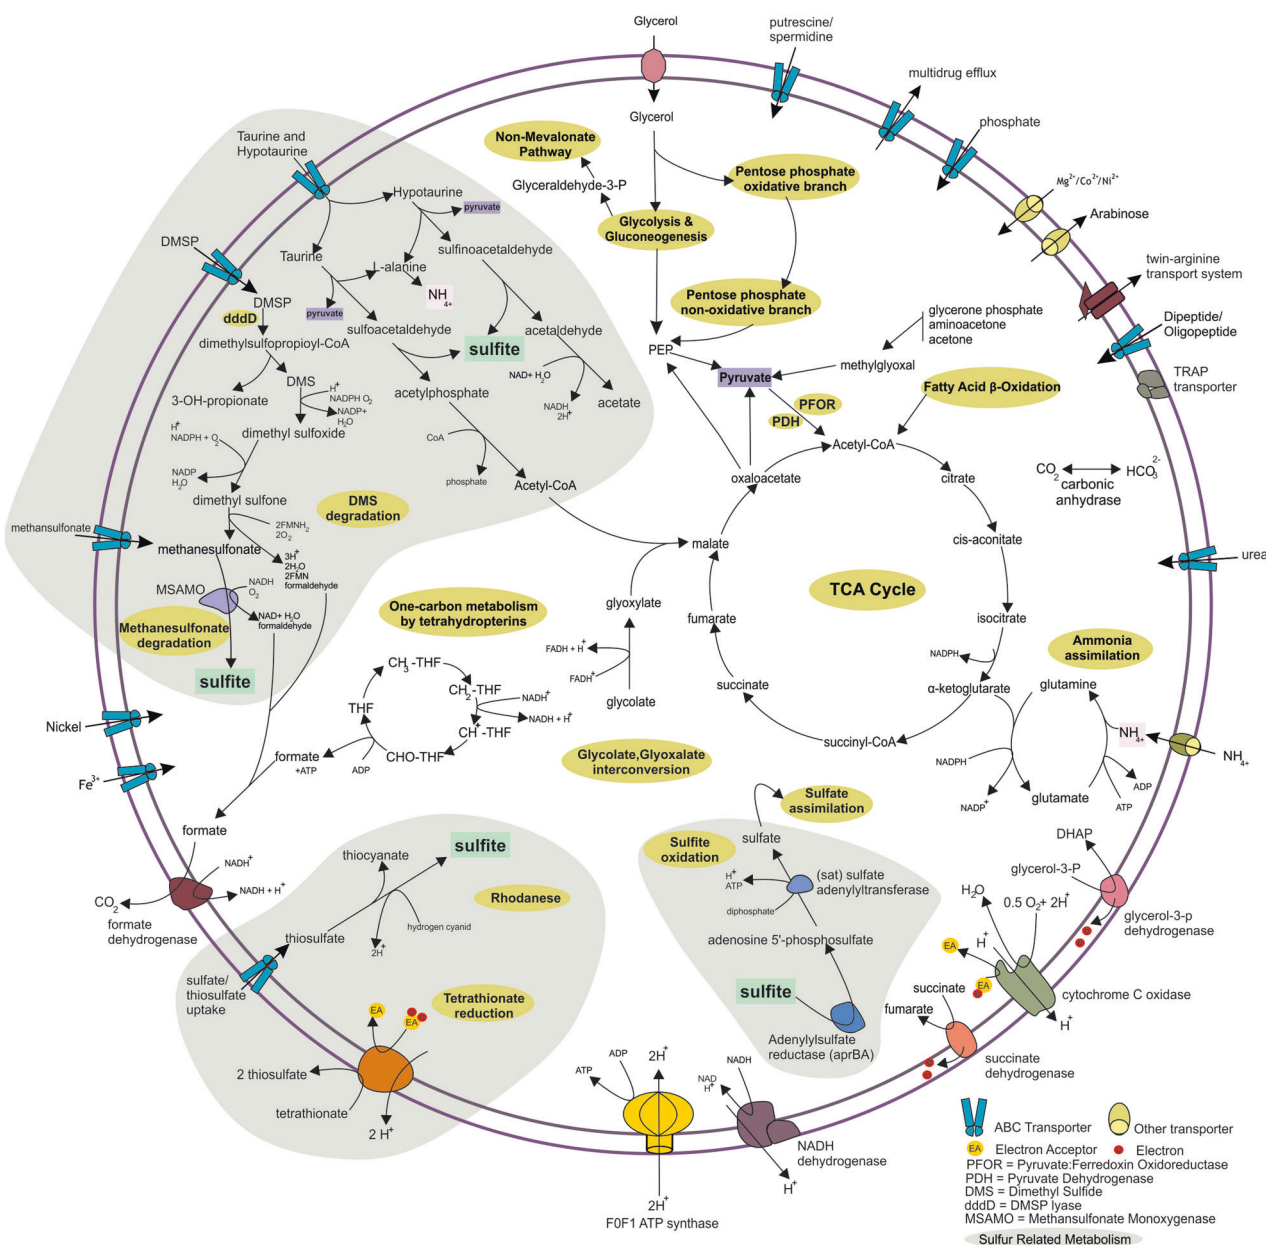 Glycerol
putrescine/
spermidine
multidrug efflux
phosphate
Mg²⁺/Co²⁺/Ni²⁺
Arabinose
twin-arginine
transport system
Dipeptide/
Oligopeptide
TRAP
transporter
Taurine and
Hypotaurine
Glycerol
Non-Mevalonate
Pathway
Glyceraldehyde-3-P
Pentose phosphate
oxidative branch
Glycolysis &
Gluconeogenesis
Pentose phosphate
non-oxidative branch
Hypotaurine
pyruvate
sulfinoacetaldehyde
Taurine
L-alanine
NH4+
pyruvate
sulfoacetaldehyde
sulfite
acetaldehyde
NAD+ H₂O
NADH
2H⁺
acetate
acetylphosphate
CoA
phosphate
Acetyl-CoA
DMSP
DMSP
dddD
dimethylsulfopropioyl-CoA
DMS
H⁺
NADPH O₂
NADP+
H₂O
3-OH-propionate
dimethyl sulfoxide
H⁺
NADPH + O₂
NADP
H₂O
dimethyl sulfone
DMS
degradation
2FMNH₂
2O₂
methansulfonate
methanesulfonate
3H⁺
2H₂O
2FMN
formaldehyde
MSAMO
NADH
O₂
NAD+ H₂O
formaldehyde
Methanesulfonate
degradation
sulfite
PEP
Pyruvate
glycerone phosphate
aminoacetone
acetone
methylglyoxal
PFOR
PDH
Fatty Acid β-Oxidation
Acetyl-CoA
oxaloacetate
citrate
cis-aconitate
isocitrate
NADPH
α-ketoglutarate
succinyl-CoA
succinate
fumarate
malate
TCA Cycle
CO₂
HCO₃²⁻
carbonic
anhydrase
urea
Ammonia
assimilation
glutamine
NH4+
NH4+
NADPH
NADP⁺
glutamate
ADP
ATP
One-carbon metabolism
by tetrahydropterins
glyoxylate
FADH + H⁺
FADH⁺
glycolate
CH₃-THF
CH₂-THF
NADH⁺
NADH + H⁺
CH⁺-THF
CHO-THF
THF
formate
+ATP
ADP
Glycolate,Glyoxalate
interconversion
Nickel
Fe³⁺
formate
NADH⁺
NADH + H⁺
CO₂
formate
dehydrogenase
thiocyanate
sulfite
Rhodanese
hydrogen cyanid
2H⁺
thiosulfate
sulfate/
thiosulfate
uptake
Tetrathionate
reduction
EA
EA
2 thiosulfate
tetrathionate
2 H⁺
Sulfate
assimilation
Sulfite
oxidation
sulfate
H⁺
ATP
(sat) sulfate
adenylyltransferase
diphosphate
adenosine 5'-phosphosulfate
sulfite
Adenylylsulfate
reductase (aprBA)
DHAP
glycerol-3-P
glycerol-3-p
dehydrogenase
H₂O
0.5 O₂+ 2H⁺
H⁺
EA
EA
cytochrome C oxidase
H⁺
succinate
fumarate
succinate
dehydrogenase
ADP
ATP
2H⁺
2H⁺
F0F1 ATP synthase
NADH
NAD
H⁺
NADH
dehydrogenase
H⁺
ABC Transporter
Other transporter
EA
Electron Acceptor
Electron
PFOR = Pyruvate:Ferredoxin Oxidoreductase
PDH = Pyruvate Dehydrogenase
DMS = Dimethyl Sulfide
dddD = DMSP lyase
MSAMO = Methansulfonate Monoxygenase
Sulfur Related Metabolism